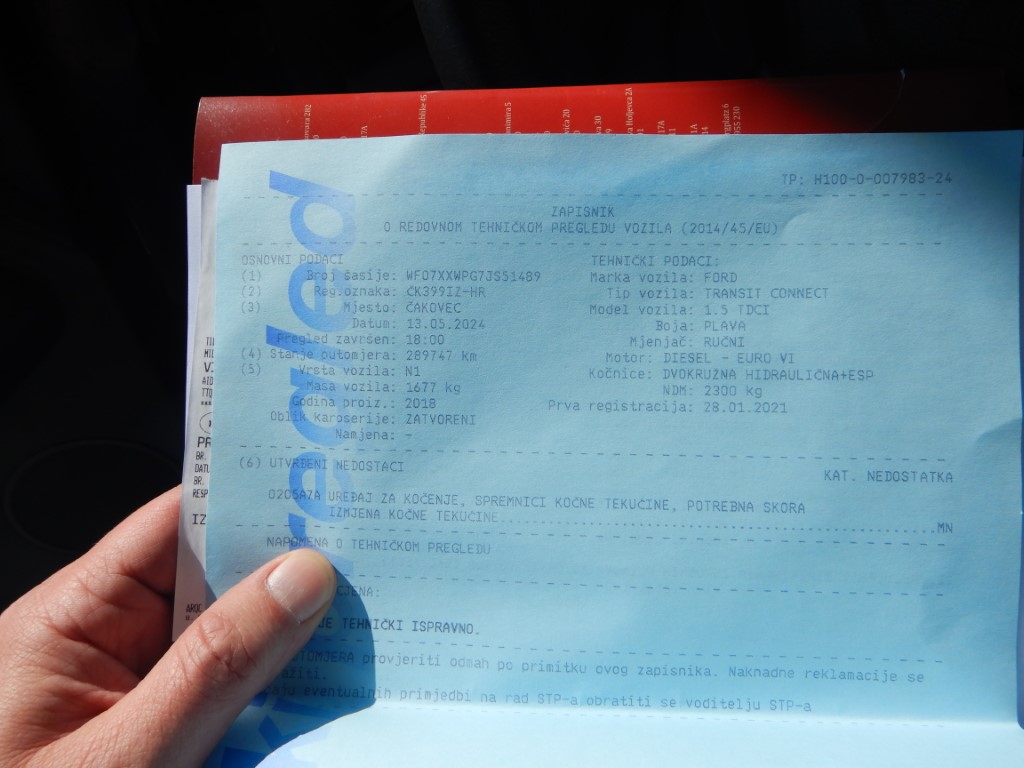 TP: H100-0-007983-24
ZAPISNIK
O REDOVNOM TEHNIČKOM PREGLEDU VOZILA (2014/45/EU)
OSNOVNI PODACI
(1) Broj šasije: WF07XXWPG7JS51489
(2) Reg.oznaka: ČK399IZ-HR
(3) Mjesto: ČAKOVEC
Datum: 13.05.2024
Pregled završen: 18:00
(4) Stanje putomjera: 289747 Km
(5) Vrsta vozila: N1
Masa vozila: 1677 kg
Godina proiz.: 2018
Oblik karoserije: ZATVORENI
Namjena: -
TEHNIČKI PODACI:
Marka vozila: FORD
Tip vozila: TRANSIT CONNECT
Model vozila: 1.5 TDCI
Boja: PLAVA
Mjenjač: RUČNI
Motor: DIESEL - EURO VI
Kočnice: DVOKRUŽNA HIDRAULIČNA+ESP
NDM: 2300 kg
Prva registracija: 28.01.2021
(6) UTVRĐENI NEDOSTACI KAT. NEDOSTATKA
0205AZA UREĐAJ ZA KOČENJE, SPREMNICI KOČNE TEKUĆINE, POTREBNA SKORA
IZMJENA KOČNE TEKUĆINE MN
NAPOMENA O TEHNIČKOM PREGLEDU
CJENA:
JE TEHNIČKI ISPRAVNO.
provjeriti odmah po primitku ovog zapisnika. Naknadne reklamacije se
eventualnih primjedbi na rad STP-a obratiti se voditelju STP-a